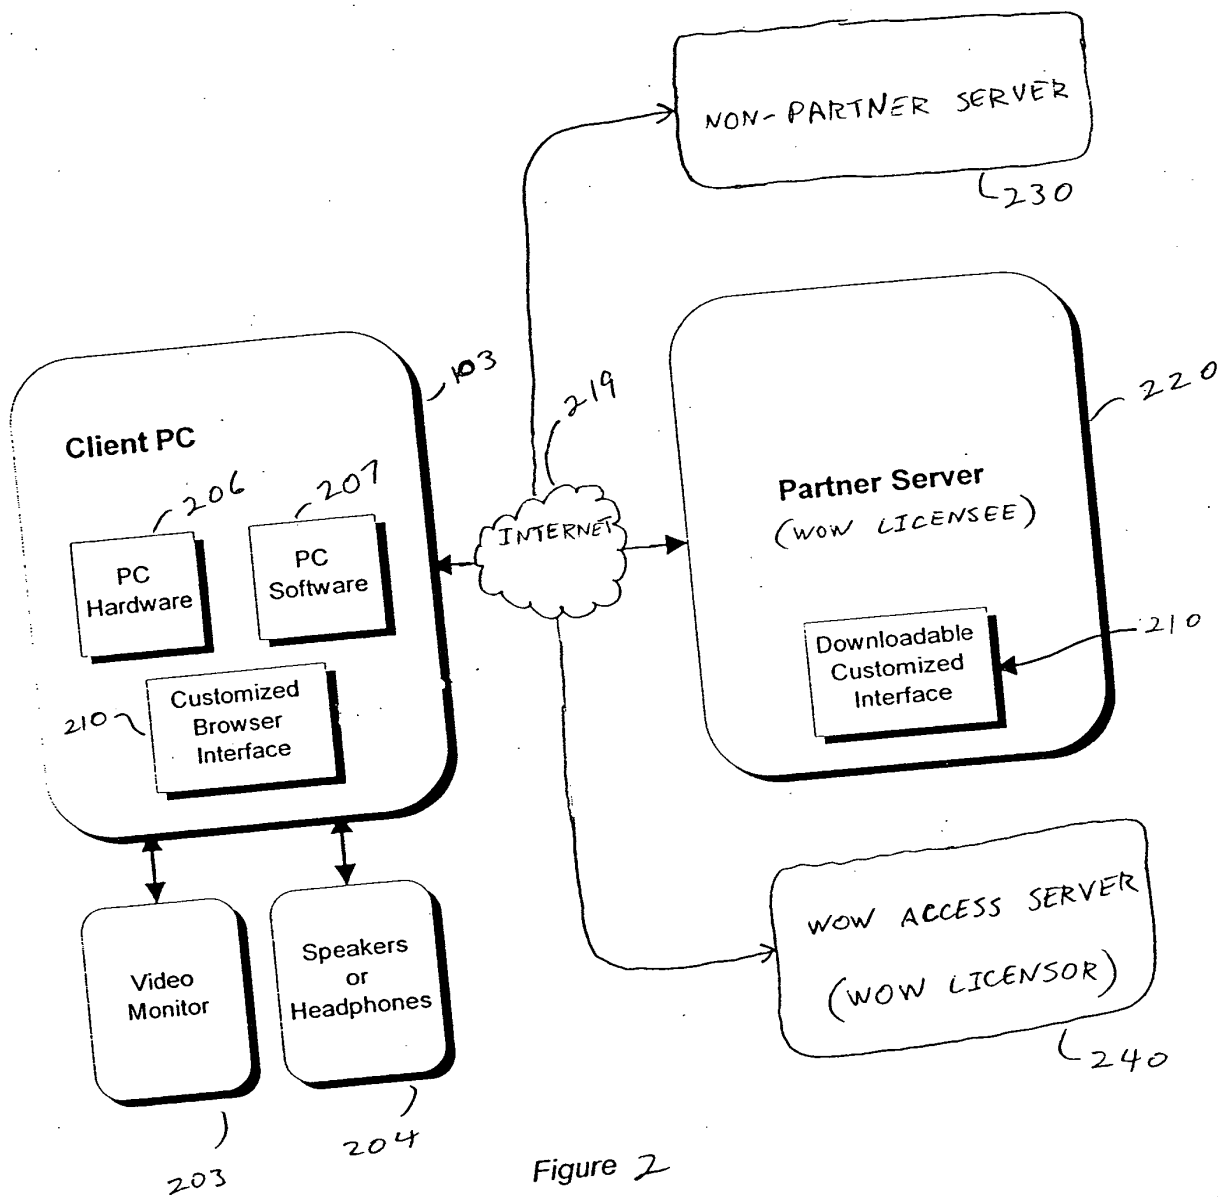 NON-PARTNER SERVER
230
103
Client PC
206
207
PC
Hardware
PC
Software
210
Customized
Browser
Interface
219
INTERNET
220
Partner Server
(WOW LICENSEE)
Downloadable
Customized
Interface
210
Video
Monitor
203
Speakers
or
Headphones
204
WOW ACCESS SERVER
(WOW LICENSOR)
240
Figure 2